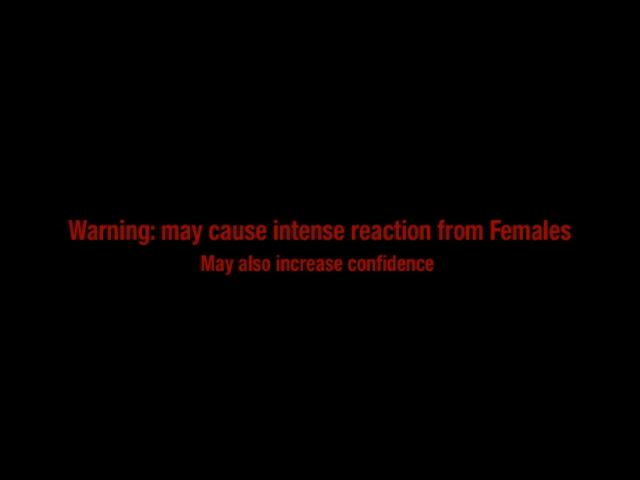 Warning: may cause intense reaction from Females
May also increase confidence